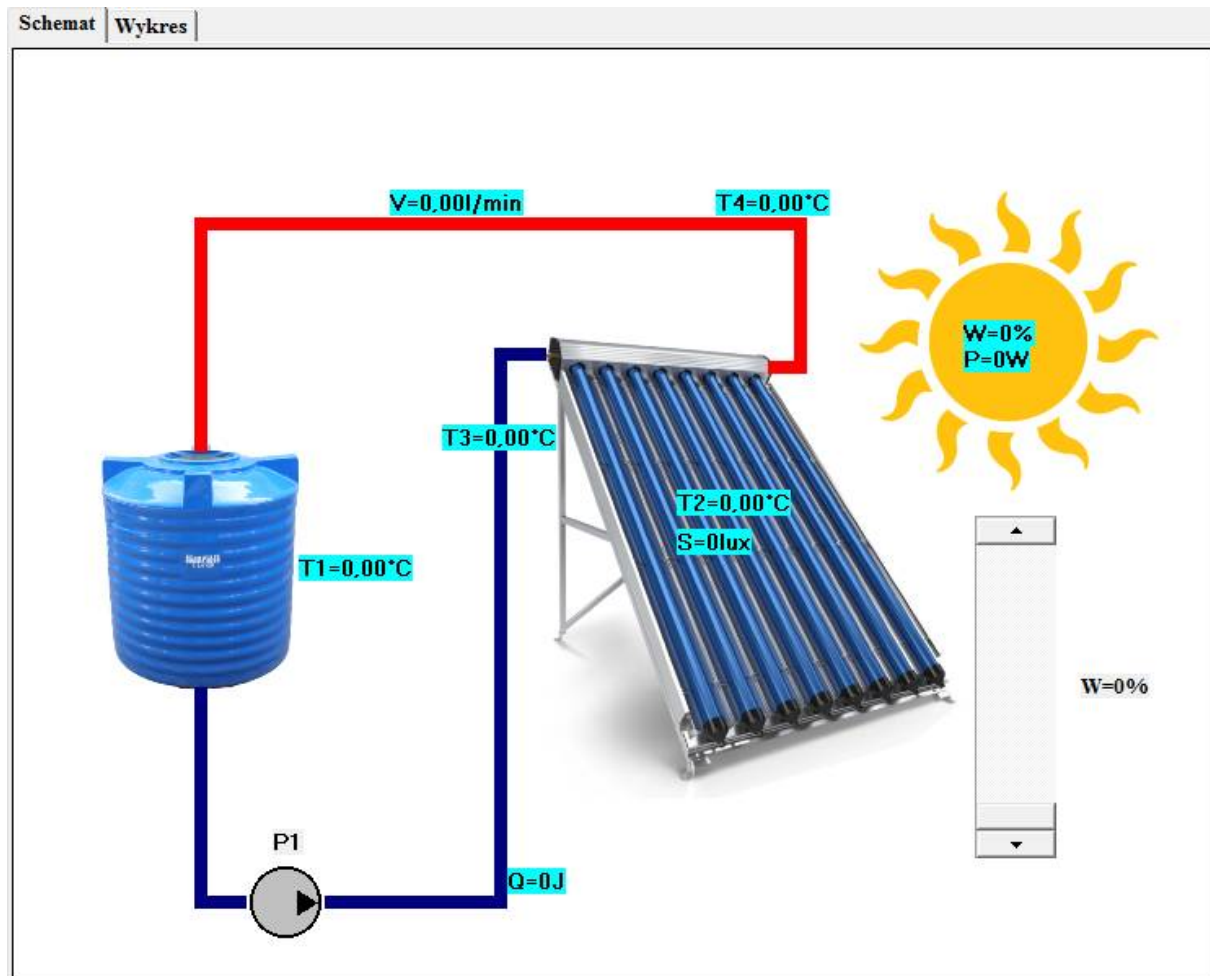 Schemat
Wykres
V=0,00l/min
T4=0,00°C
W=0%
P=0W
T3=0,00°C
T2=0,00°C
S=0lux
T1=0,00°C
W=0%
P1
Q=0J